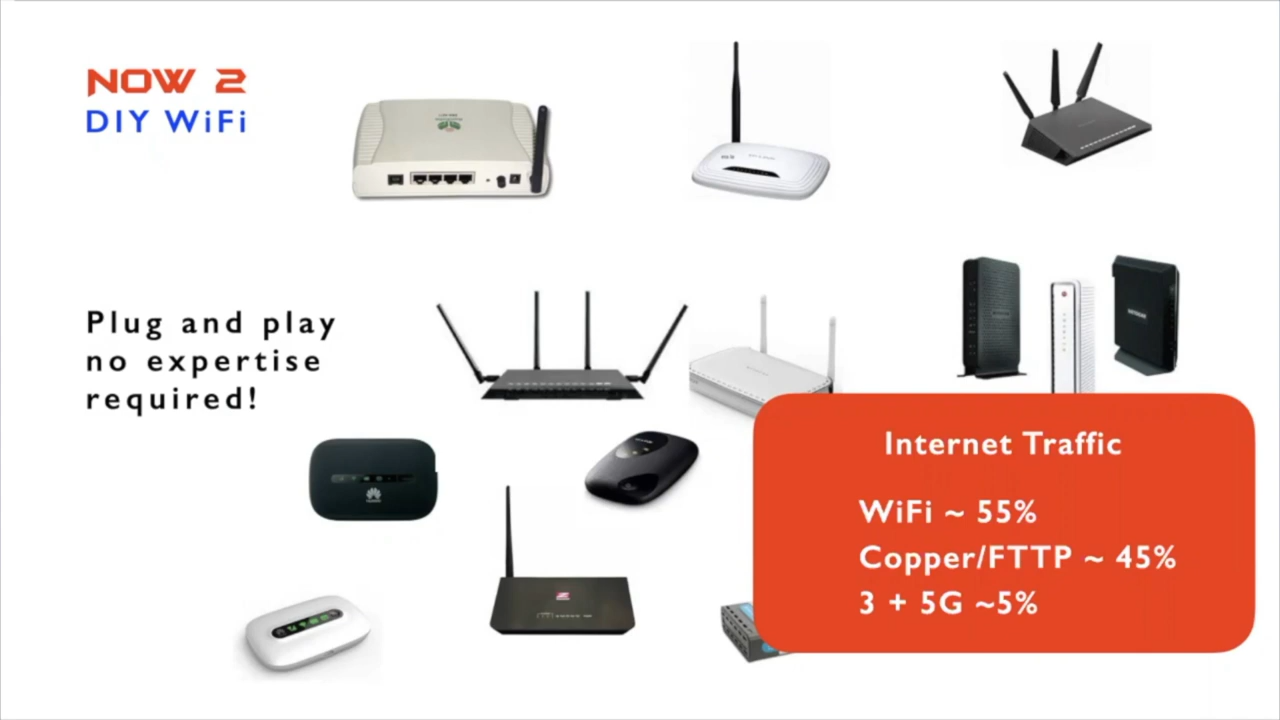 NOW 2
DIY WiFi
Plug and play
no expertise
required!
Internet Traffic
WiFi ~ 55%
Copper/FTTP ~ 45%
3 + 5G ~5%